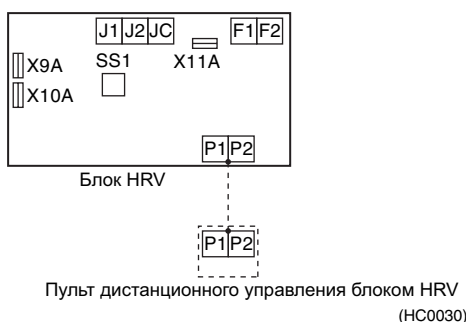 J1 J2 JC F1 F2
SS1 X11A
X9A
X10A
P1 P2
Блок HRV
P1 P2
Пульт дистанционного управления блоком HRV
(HC0030)